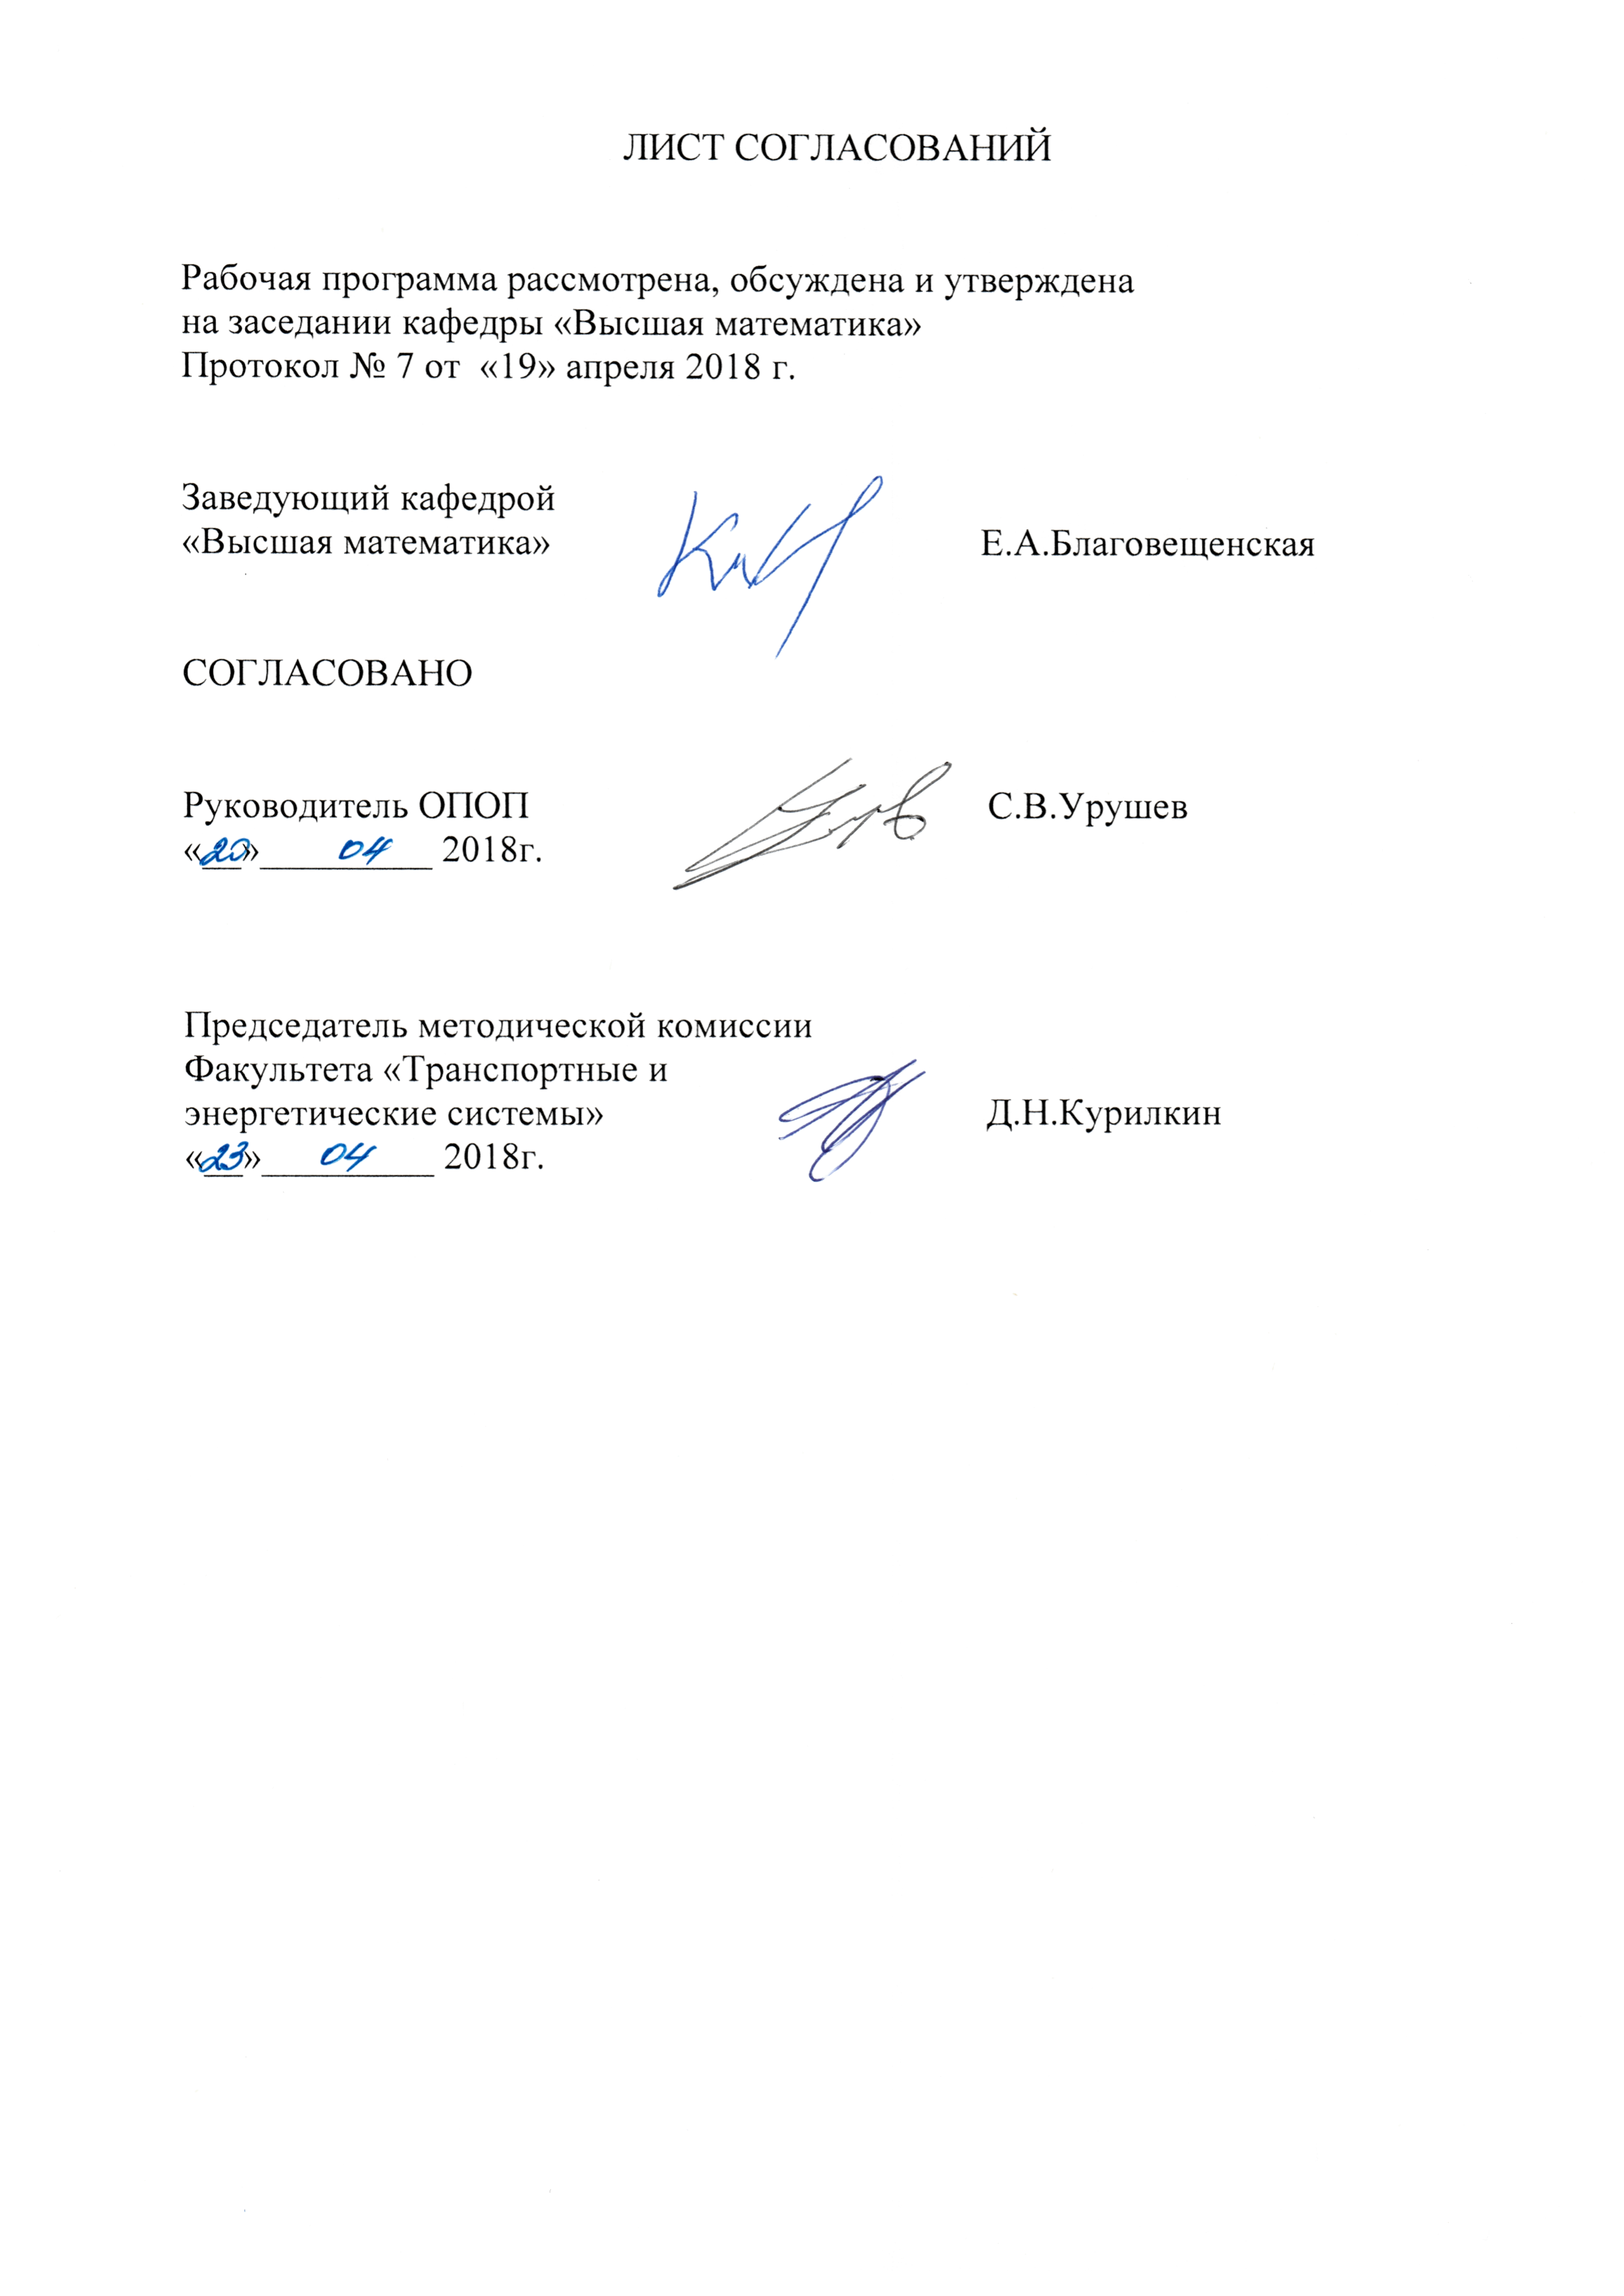 ЛИСТ СОГЛАСОВАНИЙ
Рабочая программа рассмотрена, обсуждена и утверждена
на заседании кафедры «Высшая математика»
Протокол № 7 от «19» апреля 2018 г.
Заведующий кафедрой
«Высшая математика» Е.А.Благовещенская
СОГЛАСОВАНО
Руководитель ОПОП С.В.Урушев
«20» 04 2018г.
Председатель методической комиссии
Факультета «Транспортные и
энергетические системы» Д.Н.Курилкин
«23» 04 2018г.